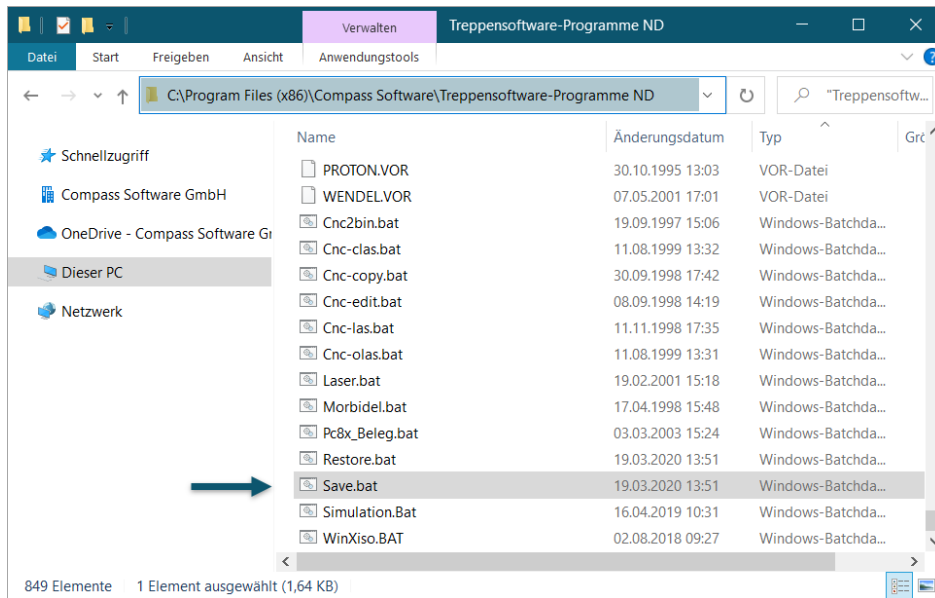 Verwalten
Treppensoftware-Programme ND
Datei Start Freigeben Ansicht Anwendungstools ?
C:\Program Files (x86)\Compass Software\Treppensoftware-Programme ND "Treppensoftw...
Name Änderungsdatum Typ Grö
Schnellzugriff
Compass Software GmbH
OneDrive - Compass Software Gr
Dieser PC
Netzwerk
PROTON.VOR 30.10.1995 13:03 VOR-Datei
WENDEL.VOR 07.05.2001 17:01 VOR-Datei
Cnc2bin.bat 19.09.1997 15:06 Windows-Batchda...
Cnc-clas.bat 11.08.1999 13:32 Windows-Batchda...
Cnc-copy.bat 30.09.1998 17:42 Windows-Batchda...
Cnc-edit.bat 08.09.1998 14:19 Windows-Batchda...
Cnc-las.bat 11.11.1998 17:35 Windows-Batchda...
Cnc-olas.bat 11.08.1999 13:31 Windows-Batchda...
Laser.bat 19.02.2001 15:18 Windows-Batchda...
Morbidel.bat 17.04.1998 15:48 Windows-Batchda...
Pc8x_Beleg.bat 03.03.2003 15:24 Windows-Batchda...
Restore.bat 19.03.2020 13:51 Windows-Batchda...
Save.bat 19.03.2020 13:51 Windows-Batchda...
Simulation.Bat 16.04.2019 10:31 Windows-Batchda...
WinXiso.BAT 02.08.2018 09:27 Windows-Batchda...
849 Elemente 1 Element ausgewählt (1,64 KB)